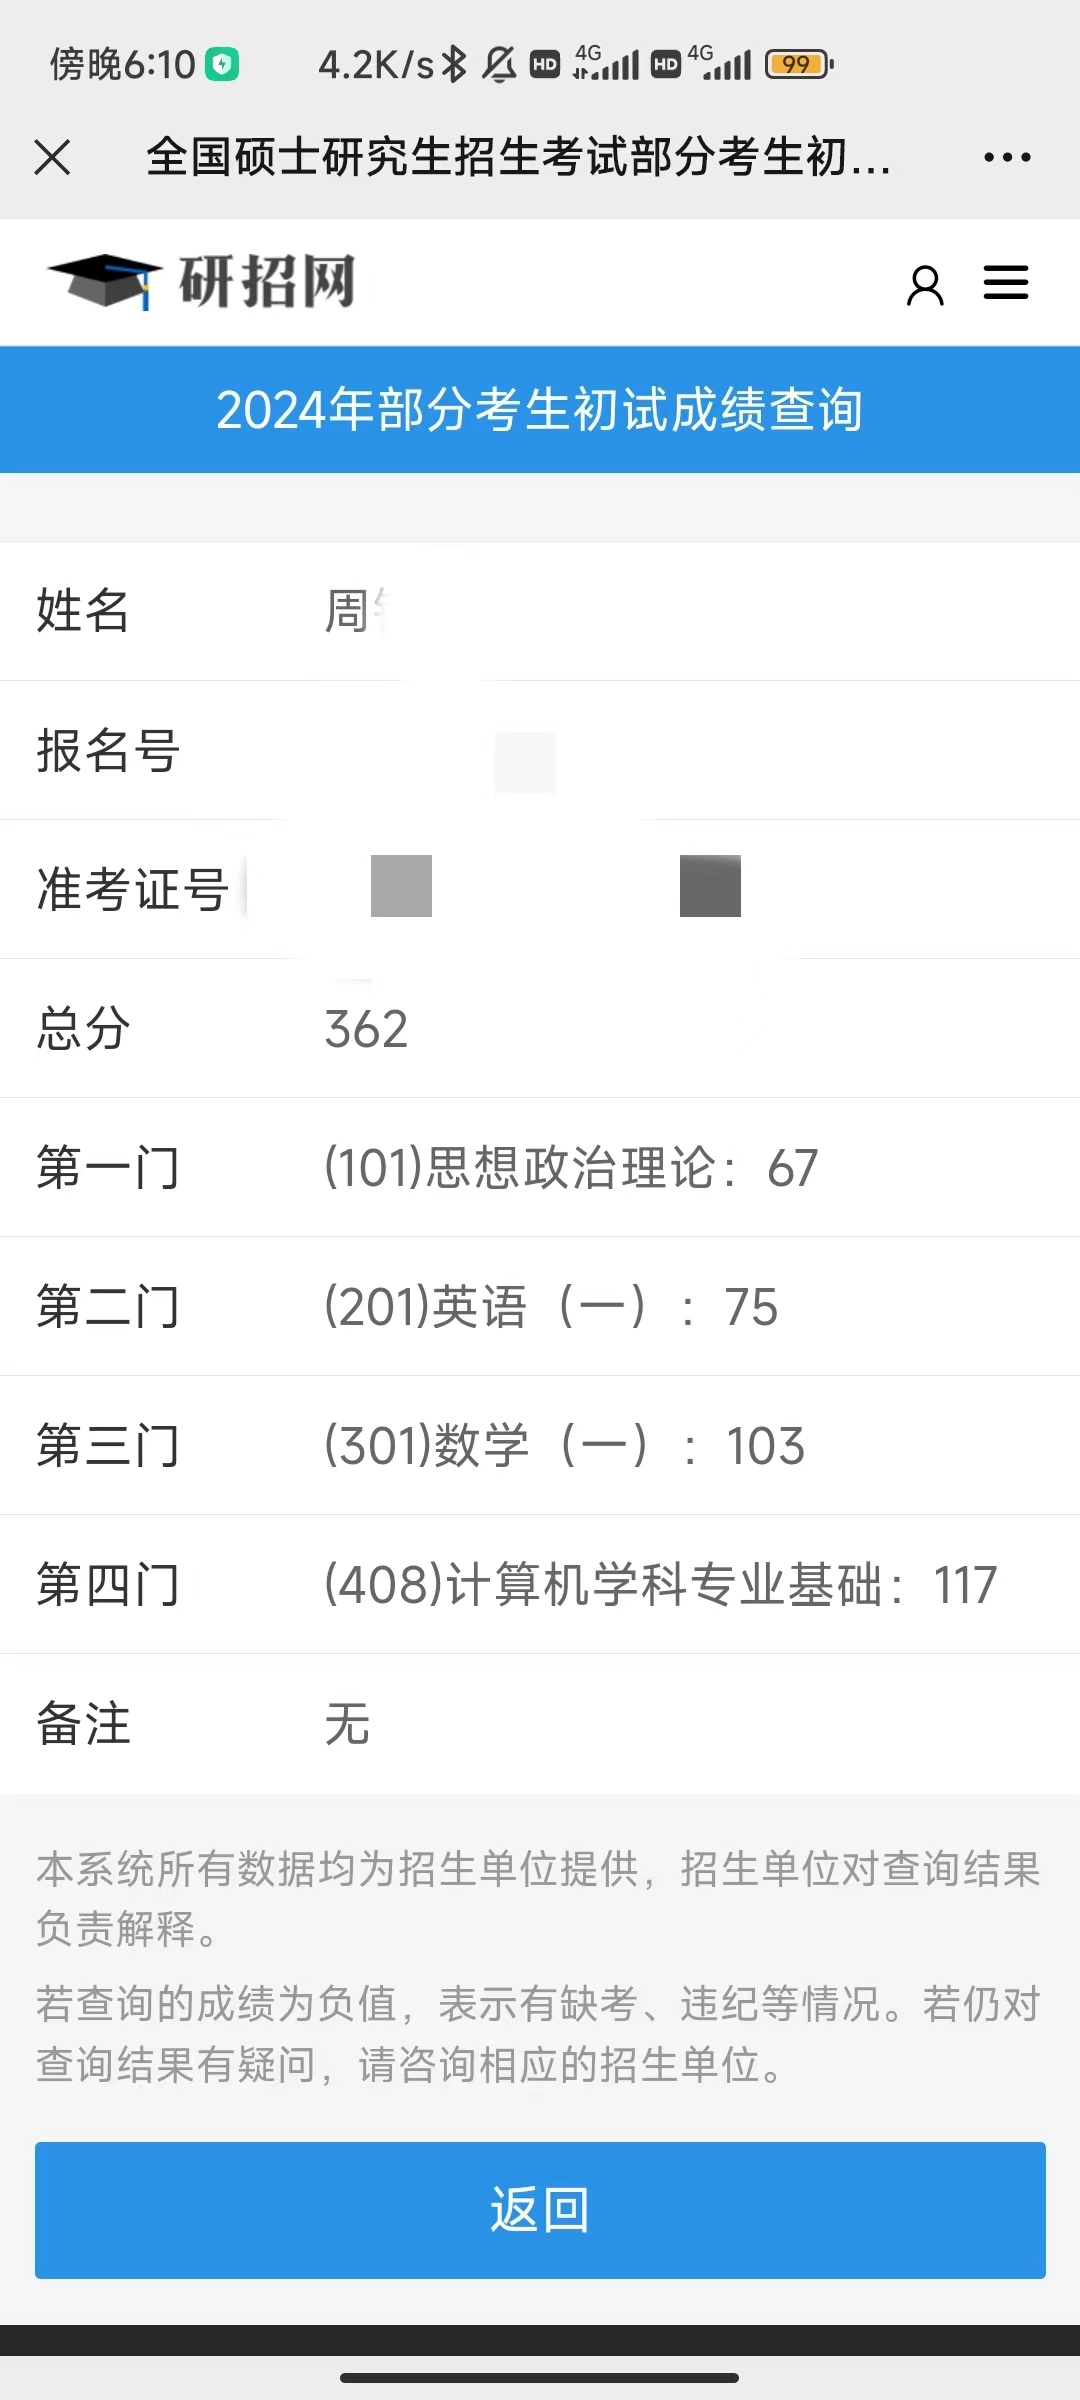 傍晚6:10 4.2K/s HD 4G HD 4G 99
全国硕士研究生招生考试部分考生初...
研招网
2024年部分考生初试成绩查询
姓名 周
报名号
准考证号
总分 362
第一门 (101)思想政治理论：67
第二门 (201)英语（一）：75
第三门 (301)数学（一）：103
第四门 (408)计算机学科专业基础：117
备注 无
本系统所有数据均为招生单位提供，招生单位对查询结果
负责解释。
若查询的成绩为负值，表示有缺考、违纪等情况。若仍对
查询结果有疑问，请咨询相应的招生单位。
返回